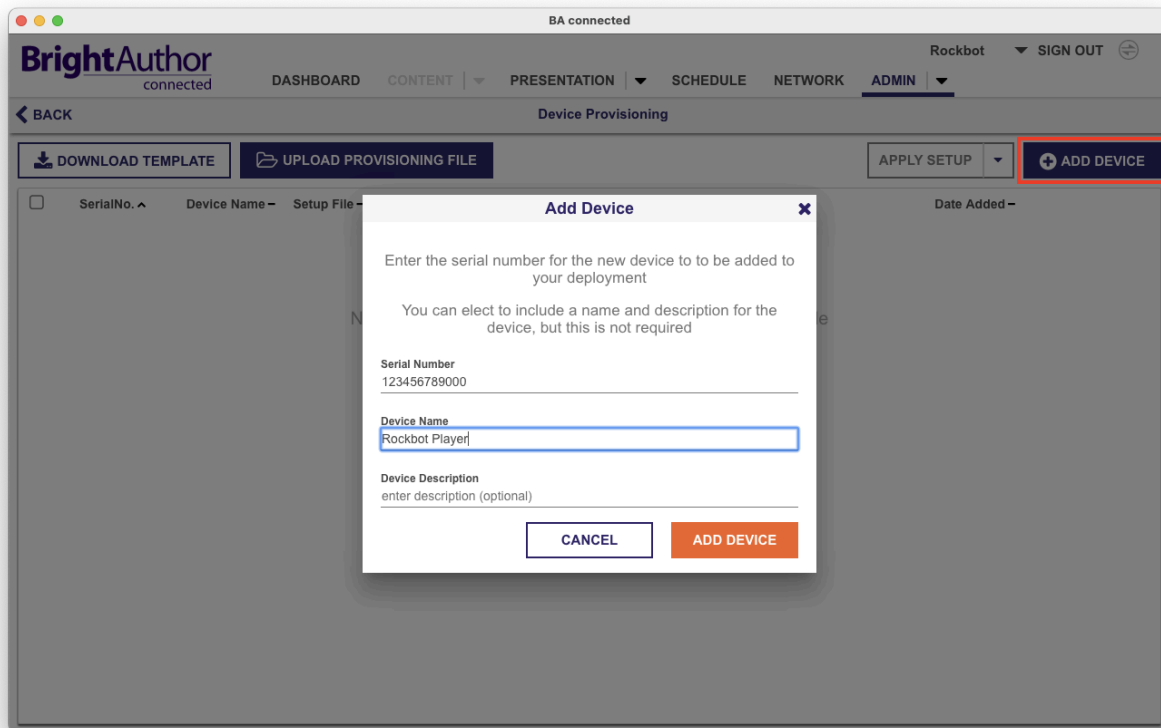 BA connected
BrightAuthor
connected
Rockbot SIGN OUT
DASHBOARD CONTENT PRESENTATION SCHEDULE NETWORK ADMIN
BACK
Device Provisioning
DOWNLOAD TEMPLATE UPLOAD PROVISIONING FILE APPLY SETUP ADD DEVICE
SerialNo. Device Name Setup File Date Added
Add Device
Enter the serial number for the new device to to be added to
your deployment
You can elect to include a name and description for the
device, but this is not required
Serial Number
123456789000
Device Name
Rockbot Player
Device Description
enter description (optional)
CANCEL ADD DEVICE